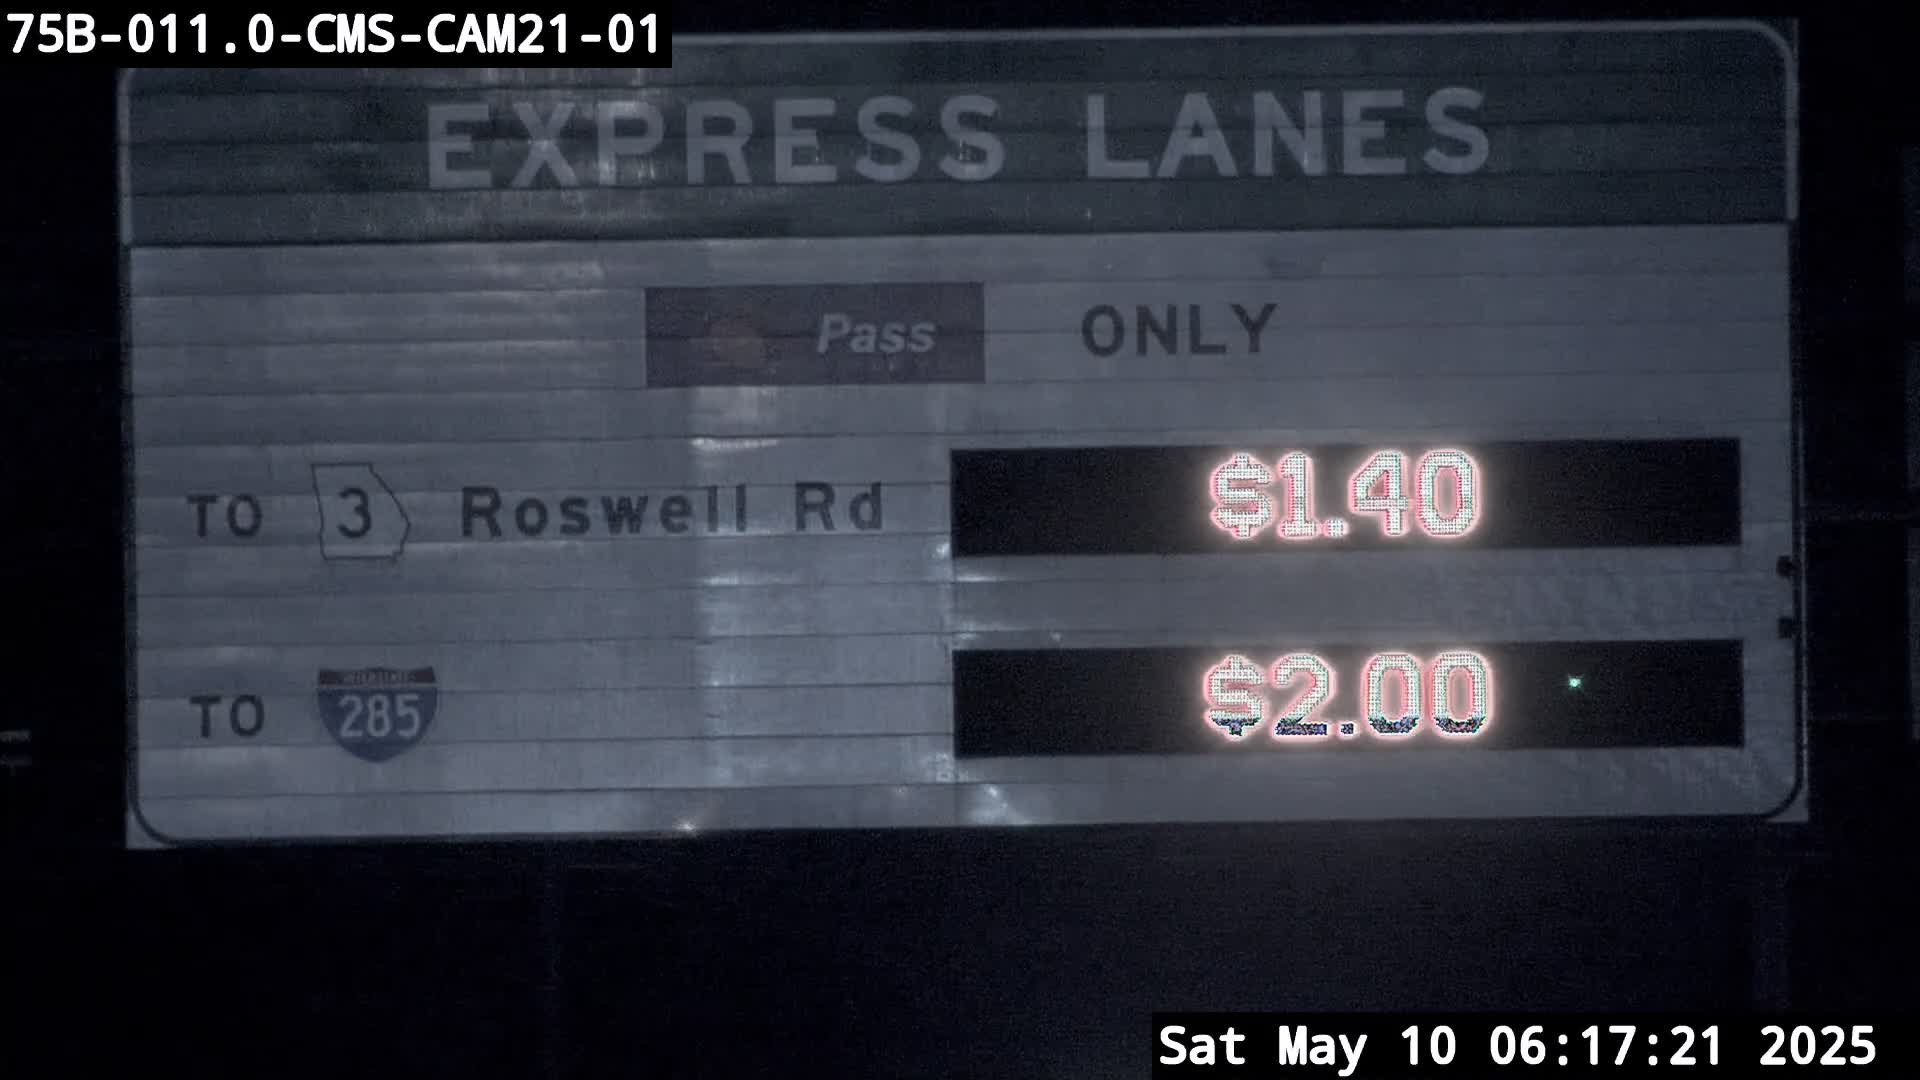 75B-011.0-CMS-CAM21-01
EXPRESS LANES
Pass ONLY
TO 3 Roswell Rd $1.40
TO 285 $2.00
Sat May 10 06:17:21 2025